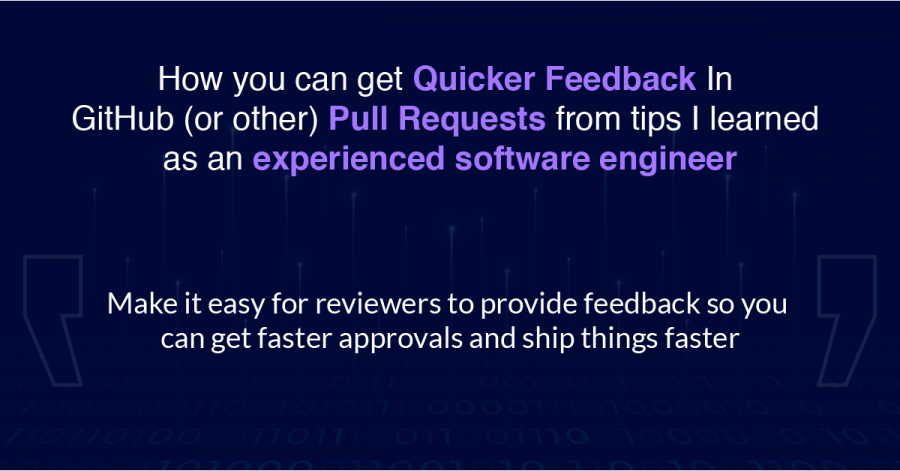 How you can get Quicker Feedback In
GitHub (or other) Pull Requests from tips I learned
as an experienced software engineer
Make it easy for reviewers to provide feedback so you
can get faster approvals and ship things faster